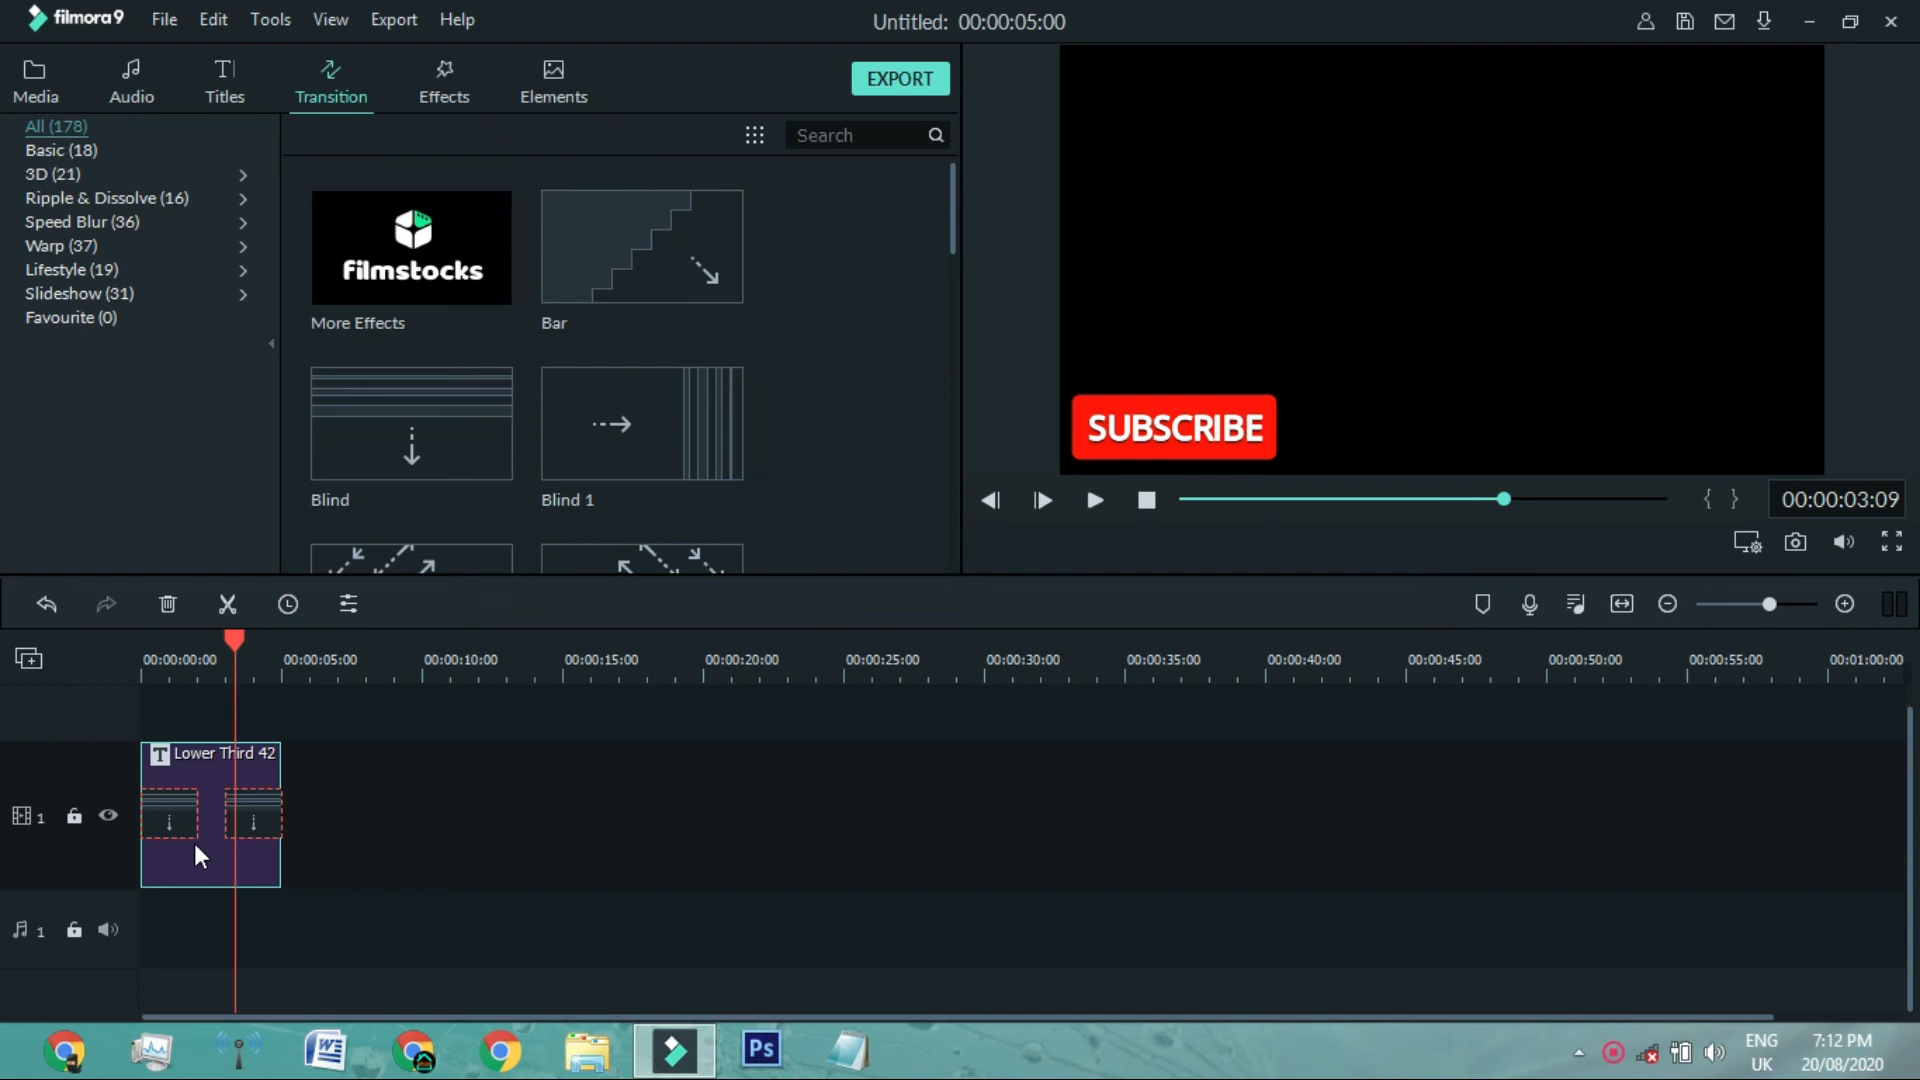 filmora9 File Edit Tools View Export Help Untitled: 00:00:05:00
Media Audio Titles Transition Effects Elements EXPORT
All (178)
Basic (18)
3D (21)
Ripple & Dissolve (16)
Speed Blur (36)
Warp (37)
Lifestyle (19)
Slideshow (31)
Favourite (0)
Search
filmstocks
More Effects Bar
Blind Blind 1
SUBSCRIBE
{ } 00:00:03:09
00:00:00:00 00:00:05:00 00:00:10:00 00:00:15:00 00:00:20:00 00:00:25:00 00:00:30:00 00:00:35:00 00:00:40:00 00:00:45:00 00:00:50:00 00:00:55:00 00:01:00:00
T Lower Third 42
1
1
W Ps
ENG 7:12 PM
UK 20/08/2020